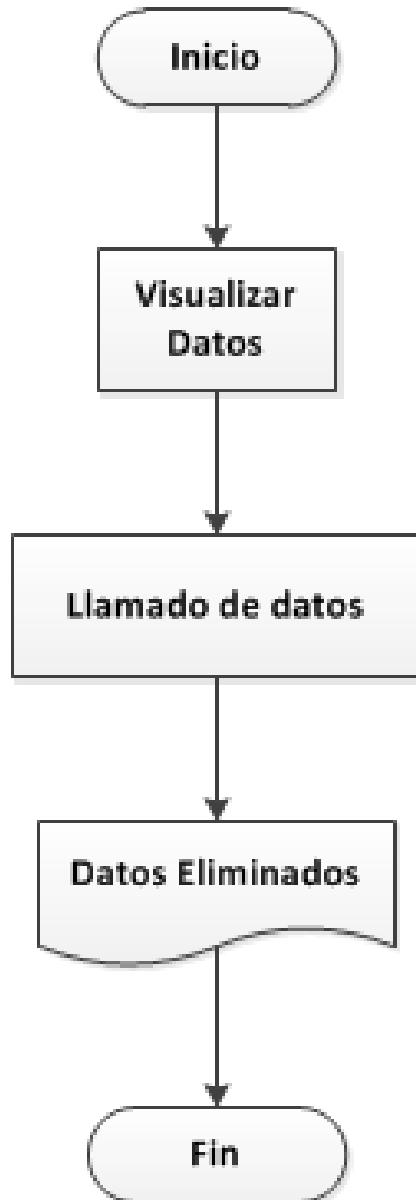 Inicio
Visualizar
Datos
Llamado de datos
Datos Eliminados
Fin